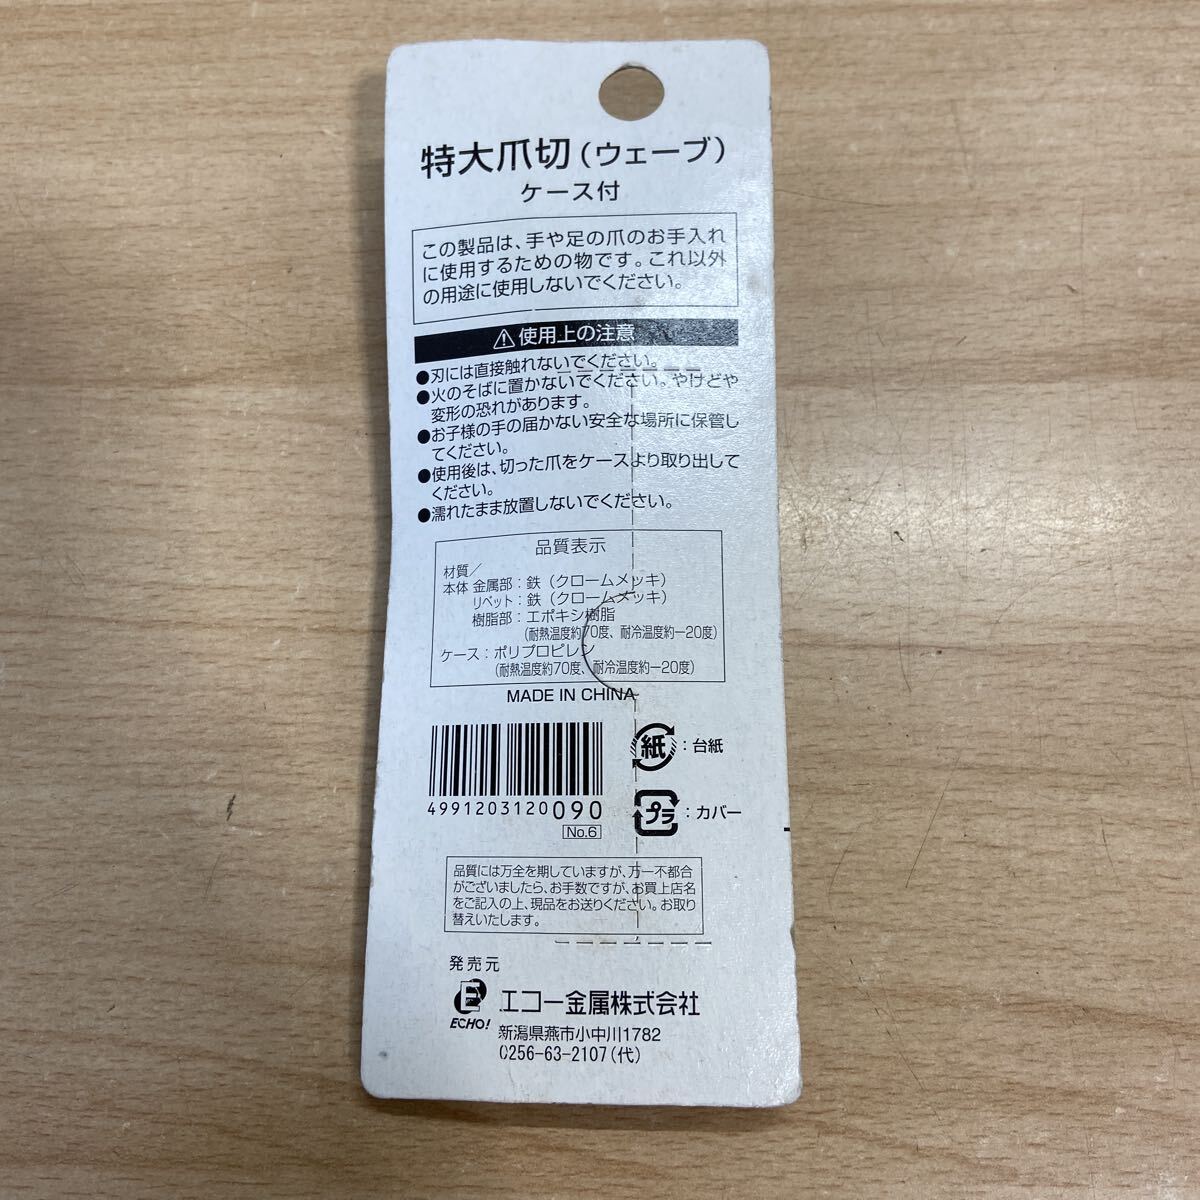 特大爪切(ウェーブ)
ケース付
この製品は、手や足の爪のお手入れ
に使用するための物です。これ以外
の用途に使用しないでください。
⚠使用上の注意
●刃には直接触れないでください。
●火のそばに置かないでください。やけどや
変形の恐れがあります。
●お子様の手の届かない安全な場所に保管し
てください。
●使用後は、切った爪をケースより取り出して
ください。
●濡れたまま放置しないでください。
品質表示
材質/
本体 金属部:鉄(クロームメッキ)
リベット:鉄(クロームメッキ)
樹脂部:エポキシ樹脂
(耐熱温度約70度、耐冷温度約−20度)
ケース:ポリプロピレン
(耐熱温度約70度、耐冷温度約−20度)
MADE IN CHINA
紙:台紙
4991203120090
プラ:カバー
No.6
品質には万全を期していますが、万一不都合
がございましたら、お手数ですが、お買上店名
をご記入の上、現品をお送りください。お取り
替えいたします。
発売元
E ECHO!
エコー金属株式会社
新潟県燕市小中川1782
0256-63-2107(代)